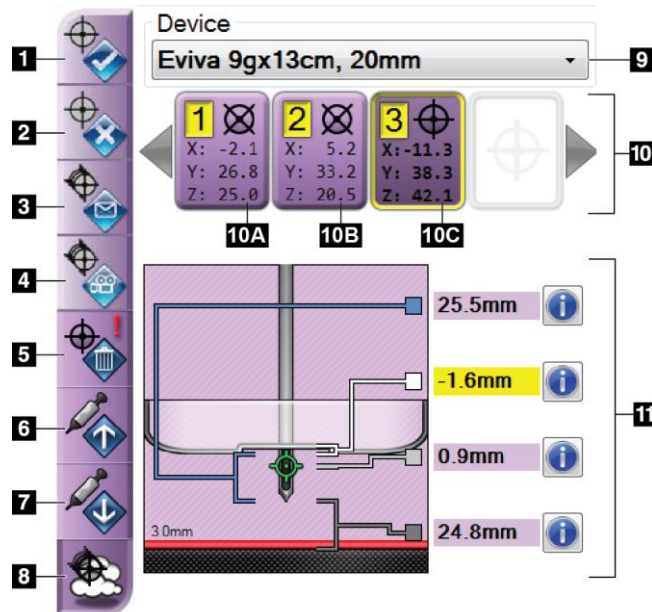 Device
1
Eviva 9gx13cm, 20mm
9
2
1
X: -2.1
Y: 26.8
Z: 25.0
2
X: 5.2
Y: 33.2
Z: 20.5
3
X:-11.3
Y: 38.3
Z: 42.1
10
3
10A
10B
10C
4
25.5mm
5
-1.6mm
6
11
0.9mm
7
3.0mm
24.8mm
8